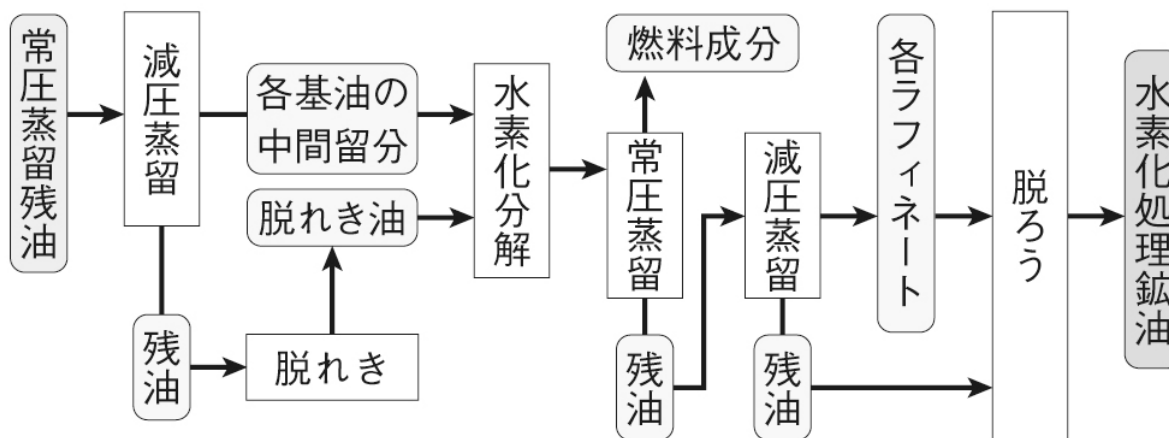 常圧蒸留残油
減圧蒸留
各基油の
中間留分
脱れき油
残油
脱れき
水素化分解
燃料成分
常圧蒸留
残油
減圧蒸留
残油
各ラフィネート
脱ろう
水素化処理鉱油